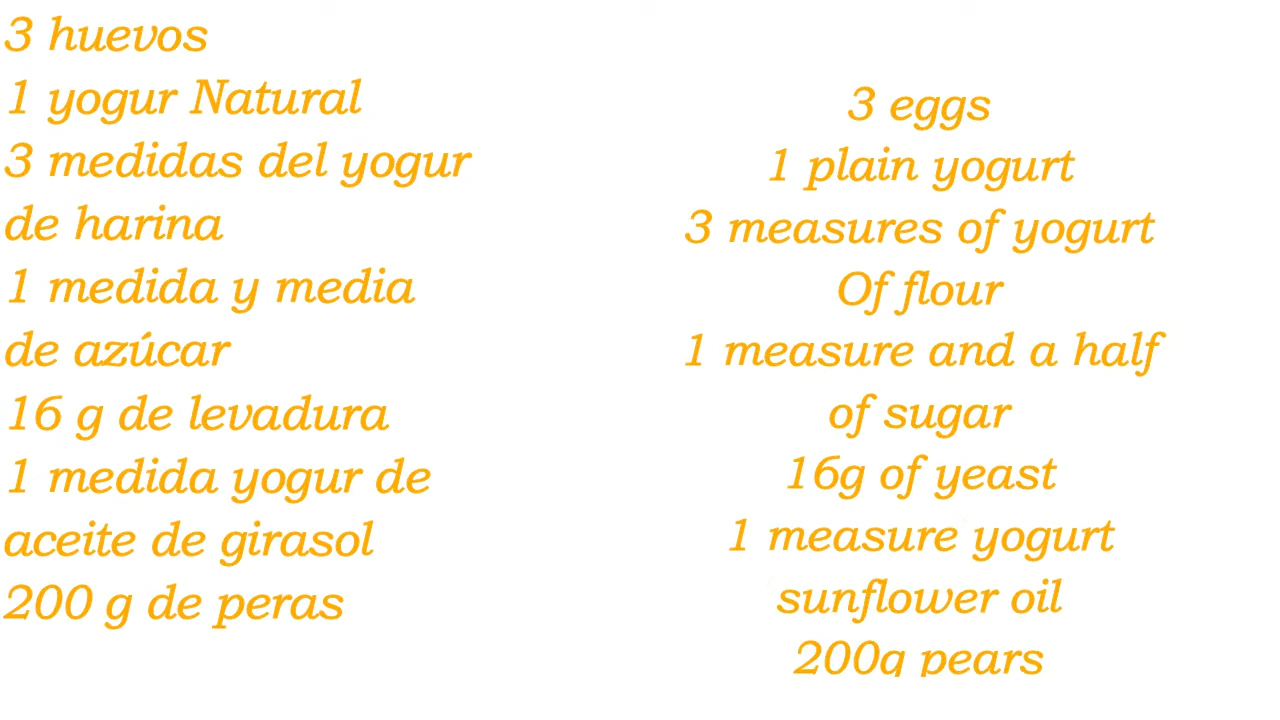 3 huevos
1 yogur Natural
3 medidas del yogur
de harina
1 medida y media
de azúcar
16 g de levadura
1 medida yogur de
aceite de girasol
200 g de peras
3 eggs
1 plain yogurt
3 measures of yogurt
Of flour
1 measure and a half
of sugar
16g of yeast
1 measure yogurt
sunflower oil
200g pears